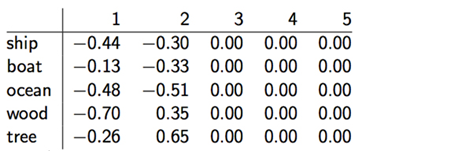 1 2 3 4 5
ship −0.44 −0.30 0.00 0.00 0.00
boat −0.13 −0.33 0.00 0.00 0.00
ocean −0.48 −0.51 0.00 0.00 0.00
wood −0.70 0.35 0.00 0.00 0.00
tree −0.26 0.65 0.00 0.00 0.00